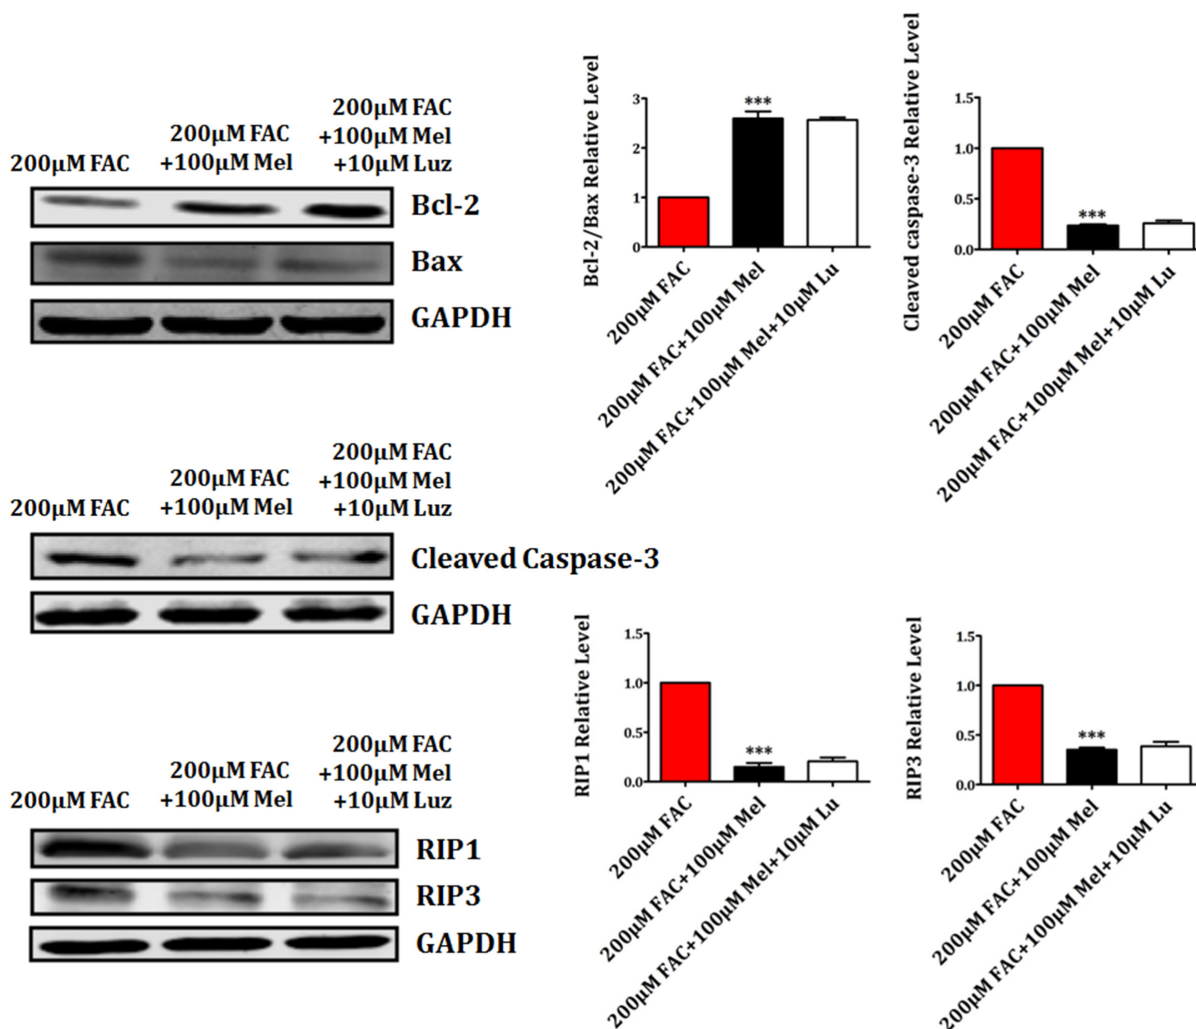 200μM FAC
200μM FAC
+100μM Mel
200μM FAC
+100μM Mel
+10μM Luz
Bcl-2
Bax
GAPDH
Bcl-2/Bax Relative Level
3
2
1
0
***
200μM FAC
200μM FAC+100μM Mel
200μM FAC+100μM Mel+10μM Lu
Cleaved caspase-3 Relative Level
1.5
1.0
0.5
0.0
***
200μM FAC
200μM FAC+100μM Mel
200μM FAC+100μM Mel+10μM Lu
200μM FAC
200μM FAC
+100μM Mel
200μM FAC
+100μM Mel
+10μM Luz
Cleaved Caspase-3
GAPDH
200μM FAC
200μM FAC
+100μM Mel
200μM FAC
+100μM Mel
+10μM Luz
RIP1
RIP3
GAPDH
RIP1 Relative Level
1.5
1.0
0.5
0.0
***
200μM FAC
200μM FAC+100μM Mel
200μM FAC+100μM Mel+10μM Lu
RIP3 Relative Level
1.5
1.0
0.5
0.0
***
200μM FAC
200μM FAC+100μM Mel
200μM FAC+100μM Mel+10μM Lu